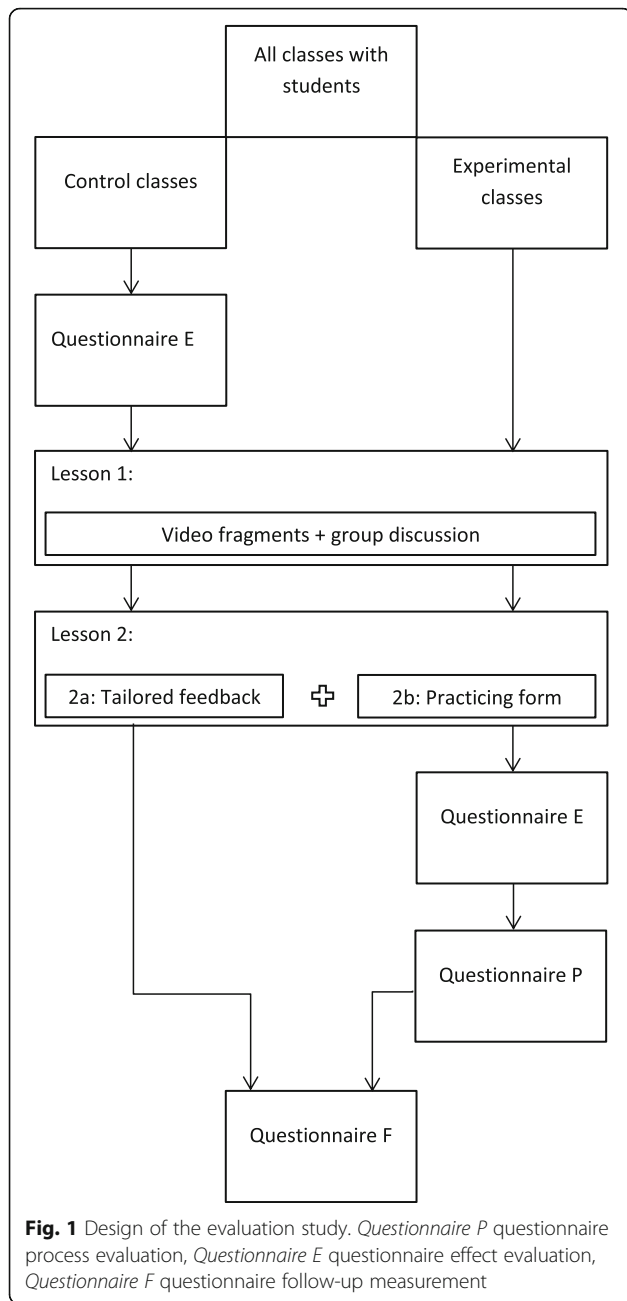 All classes with
students
Control classes
Experimental
classes
Questionnaire E
Lesson 1:
Video fragments + group discussion
Lesson 2:
2a: Tailored feedback
2b: Practicing form
Questionnaire E
Questionnaire P
Questionnaire F
Fig. 1 Design of the evaluation study. Questionnaire P questionnaire
process evaluation, Questionnaire E questionnaire effect evaluation,
Questionnaire F questionnaire follow-up measurement